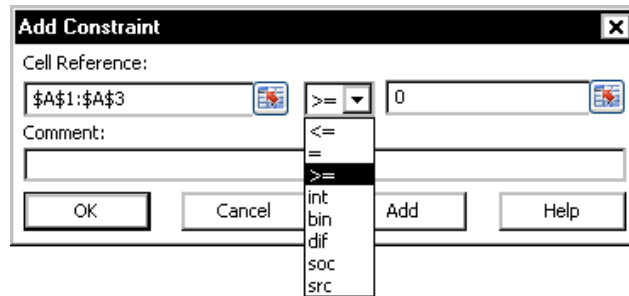 Add Constraint
Cell Reference:
$A$1:$A$3 >= 0
Comment:
<=
=
>=
int
bin
dif
soc
src
OK Cancel Add Help